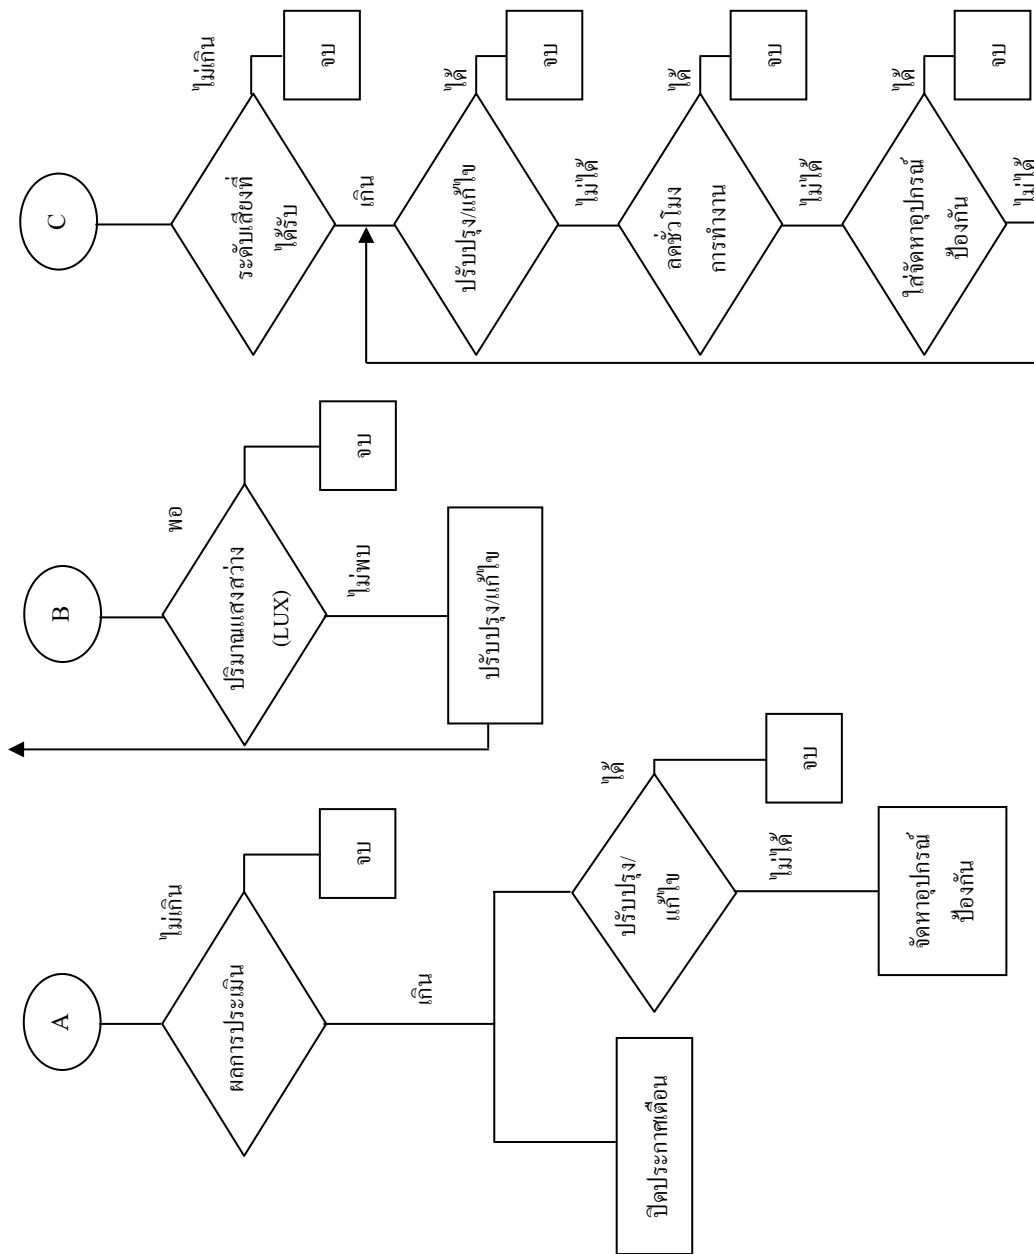 A
ผลการประเมิน
ไม่เกิน
จบ
เกิน
ปิดประกาศเตือน
ปรับปรุง/
แก้ไข
ได้
จบ
ไม่ได้
จัดหาอุปกรณ์
ป้องกัน
B
ปริมาณแสงสว่าง
(LUX)
พอ
จบ
ไม่พบ
ปรับปรุง/แก้ไข
C
ระดับเสียงที่
ได้รับ
ไม่เกิน
จบ
เกิน
ปรับปรุง/แก้ไข
ได้
จบ
ไม่ได้
ลดชั่วโมง
การทำงาน
ได้
จบ
ไม่ได้
ใส่จัดหาอุปกรณ์
ป้องกัน
ได้
จบ
ไม่ได้